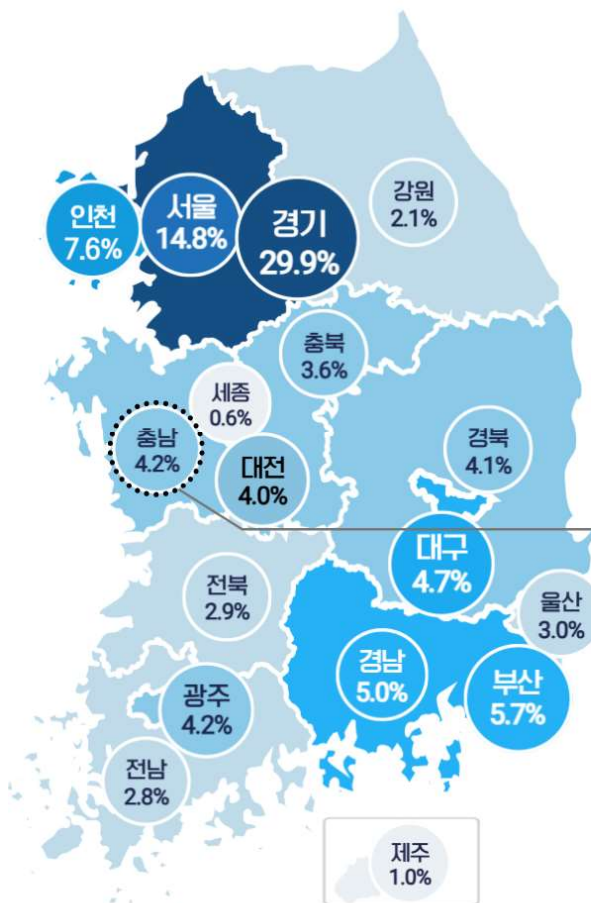 강원
2.1%
인천
7.6%
서울
14.8%
경기
29.9%
충북
3.6%
세종
0.6%
충남
4.2%
대전
4.0%
경북
4.1%
대구
4.7%
전북
2.9%
울산
3.0%
경남
5.0%
부산
5.7%
광주
4.2%
전남
2.8%
제주
1.0%